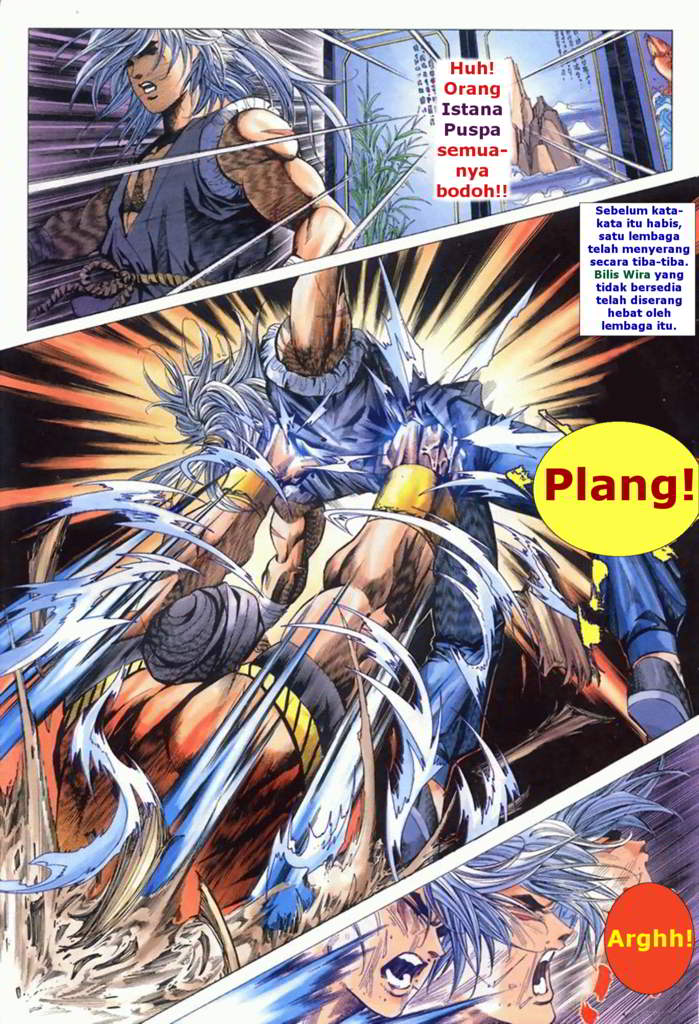 Huh!
Orang
Istana
Puspa
semua-
nya
bodoh!!
Sebelum kata-
kata itu habis,
satu lembaga
telah menyerang
secara tiba-tiba.
Bilis Wira yang
tidak bersedia
telah diserang
hebat oleh
lembaga itu.
Plang!
Arghh!